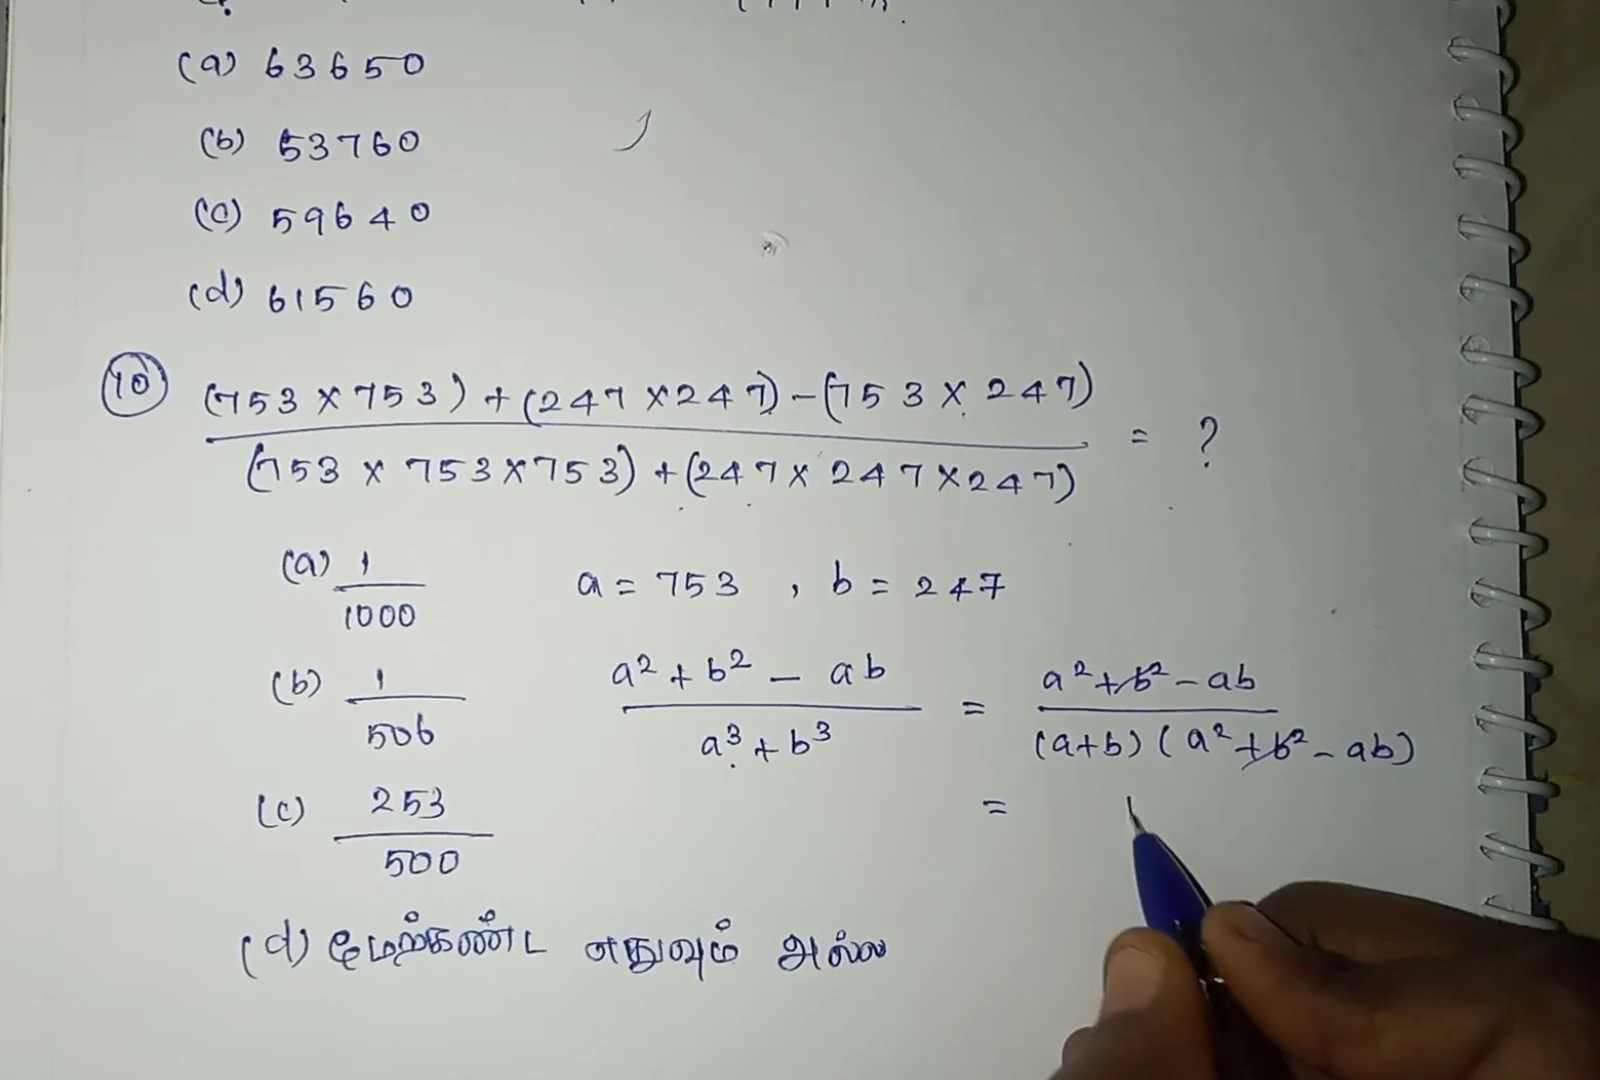 (a) 63650
(b) 53760
(c) 59640
(d) 61560
(10) (753 × 753) + (247 × 247) - (753 × 247)
(753 × 753 × 753) + (247 × 247 × 247)
= ?
(a) 1/1000
a = 753 , b = 247
(b) 1/506
a² + b² - ab / a³ + b³ = a² + b² - ab / (a+b) (a² + b² - ab)
(c) 253/500
=
(d) மேற்கண்ட எதுவும் அல்ல